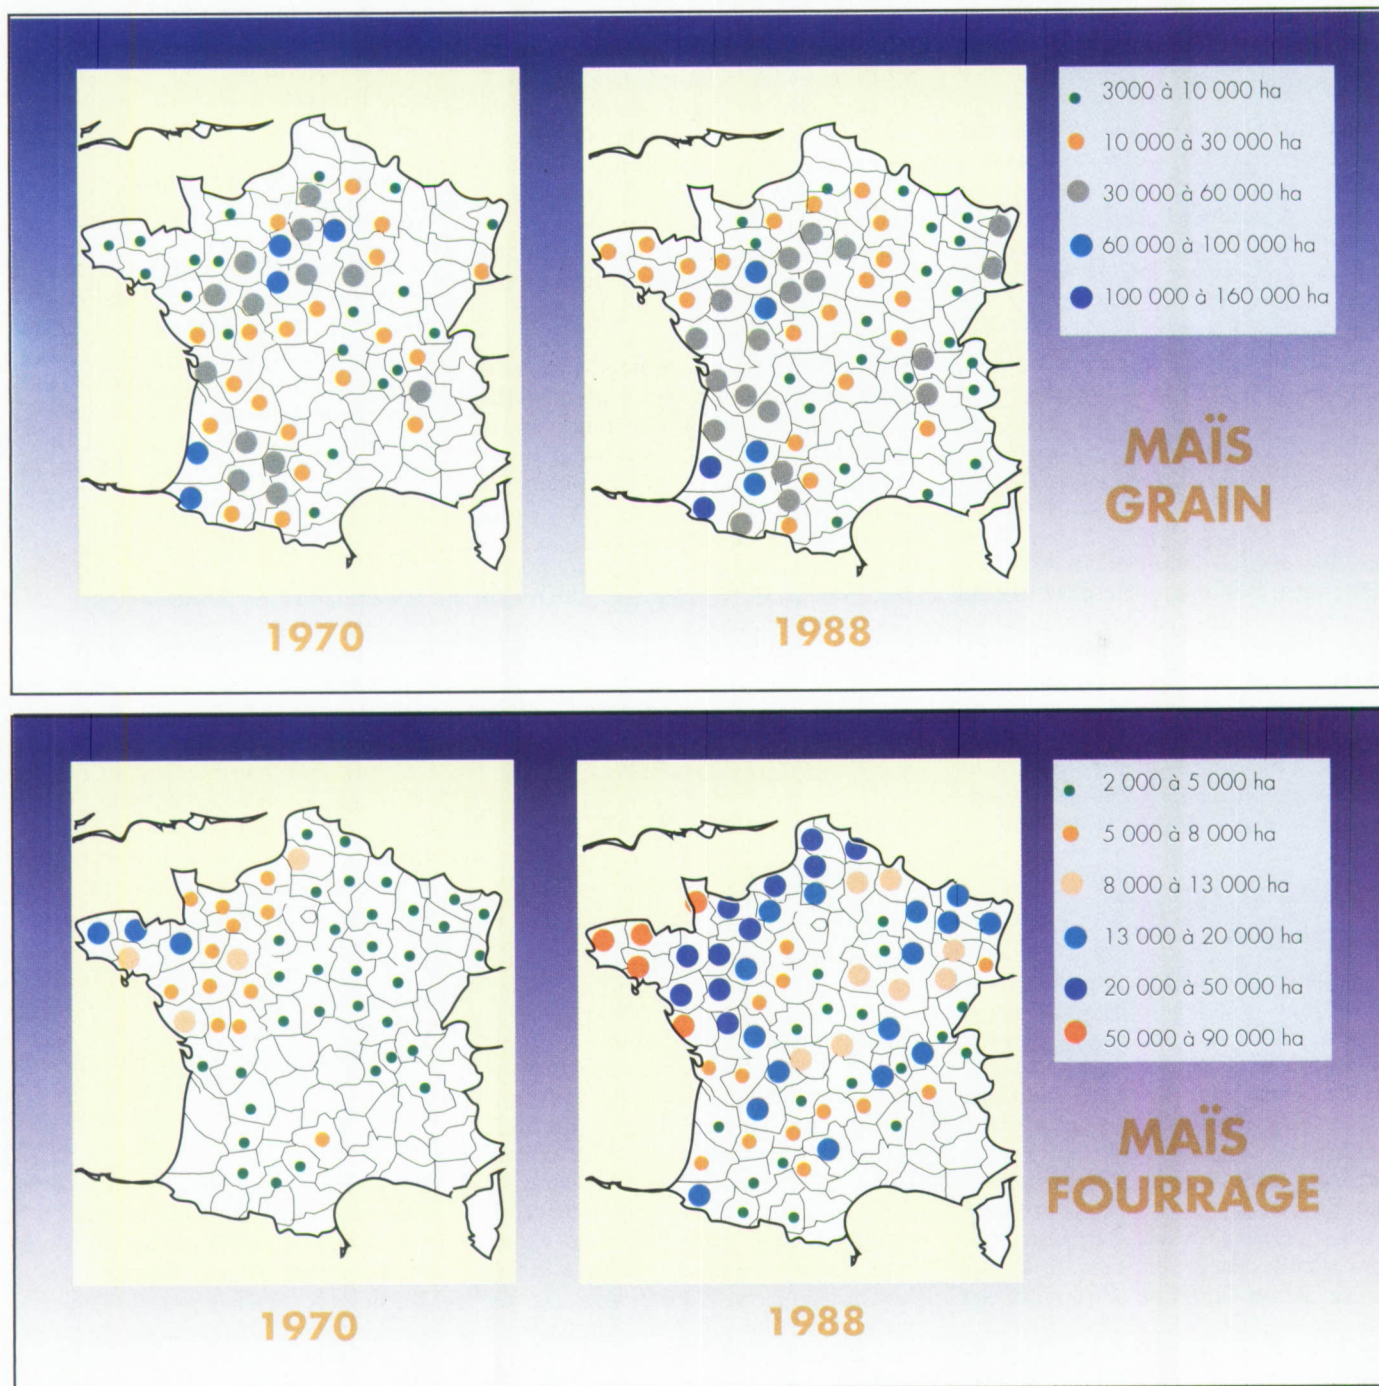 3000 à 10 000 ha
10 000 à 30 000 ha
30 000 à 60 000 ha
60 000 à 100 000 ha
100 000 à 160 000 ha
MAÏS
GRAIN
1970
1988
2 000 à 5 000 ha
5 000 à 8 000 ha
8 000 à 13 000 ha
13 000 à 20 000 ha
20 000 à 50 000 ha
50 000 à 90 000 ha
MAÏS
FOURRAGE
1970
1988